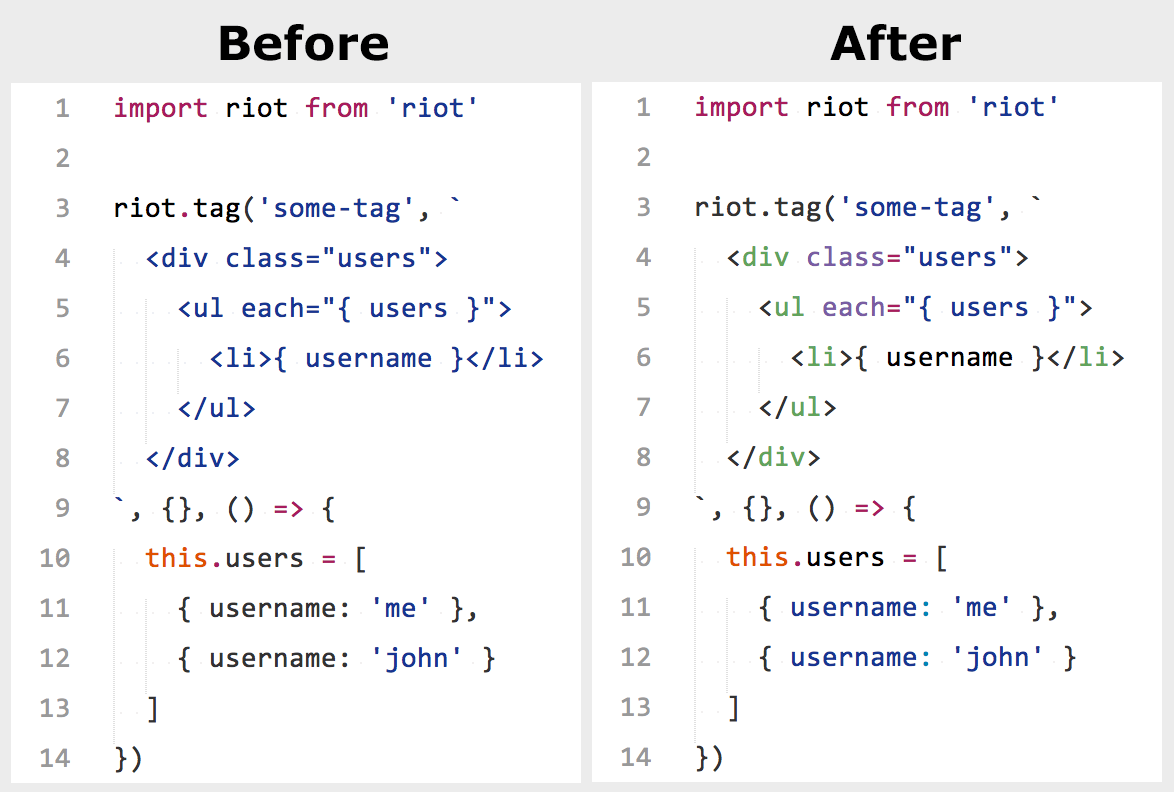 Before
1 import riot from 'riot'
2
3 riot.tag('some-tag', `
4   <div class="users">
5     <ul each="{ users }">
6       <li>{ username }</li>
7     </ul>
8   </div>
9 `, {}, () => {
10   this.users = [
11     { username: 'me' },
12     { username: 'john' }
13   ]
14 })
After
1 import riot from 'riot'
2
3 riot.tag('some-tag', `
4   <div class="users">
5     <ul each="{ users }">
6       <li>{ username }</li>
7     </ul>
8   </div>
9 `, {}, () => {
10   this.users = [
11     { username: 'me' },
12     { username: 'john' }
13   ]
14 })